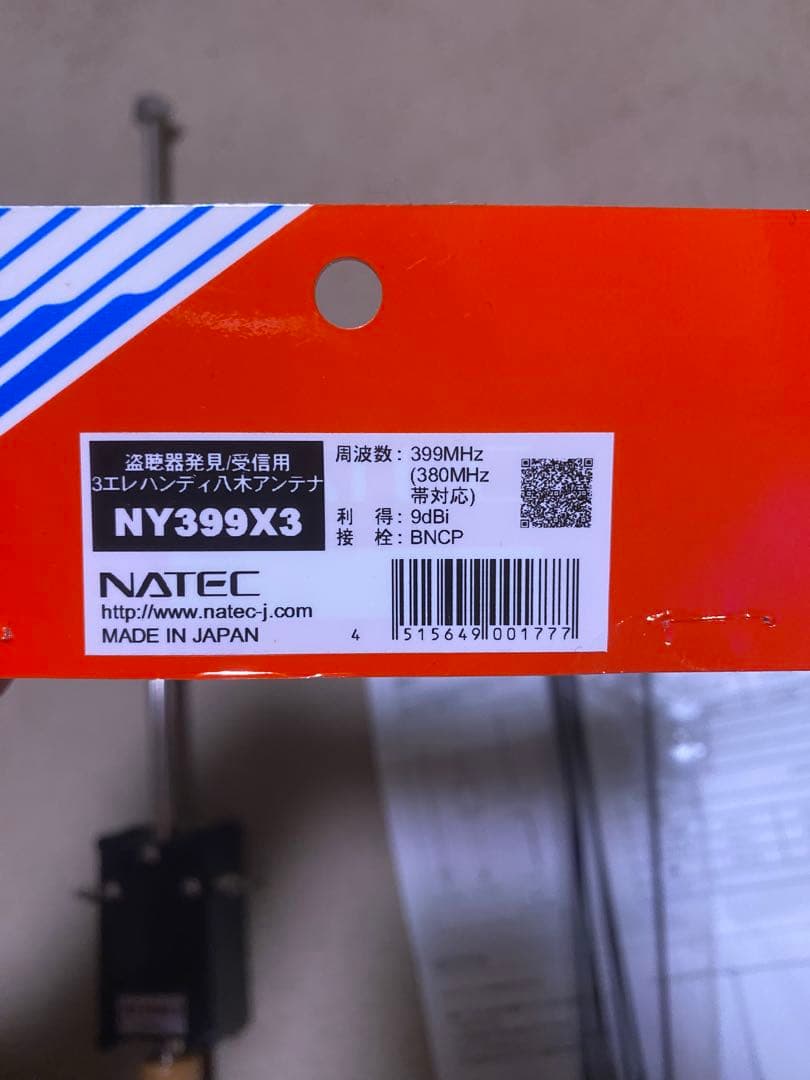 盗聴器発見/受信用
3エレハンディ八木アンテナ
NY399X3
周波数: 399MHz
(380MHz
帯対応)
利 得: 9dBi
接 栓: BNCP
NATEC
http://www.natec-j.com
MADE IN JAPAN
4 515649 001777